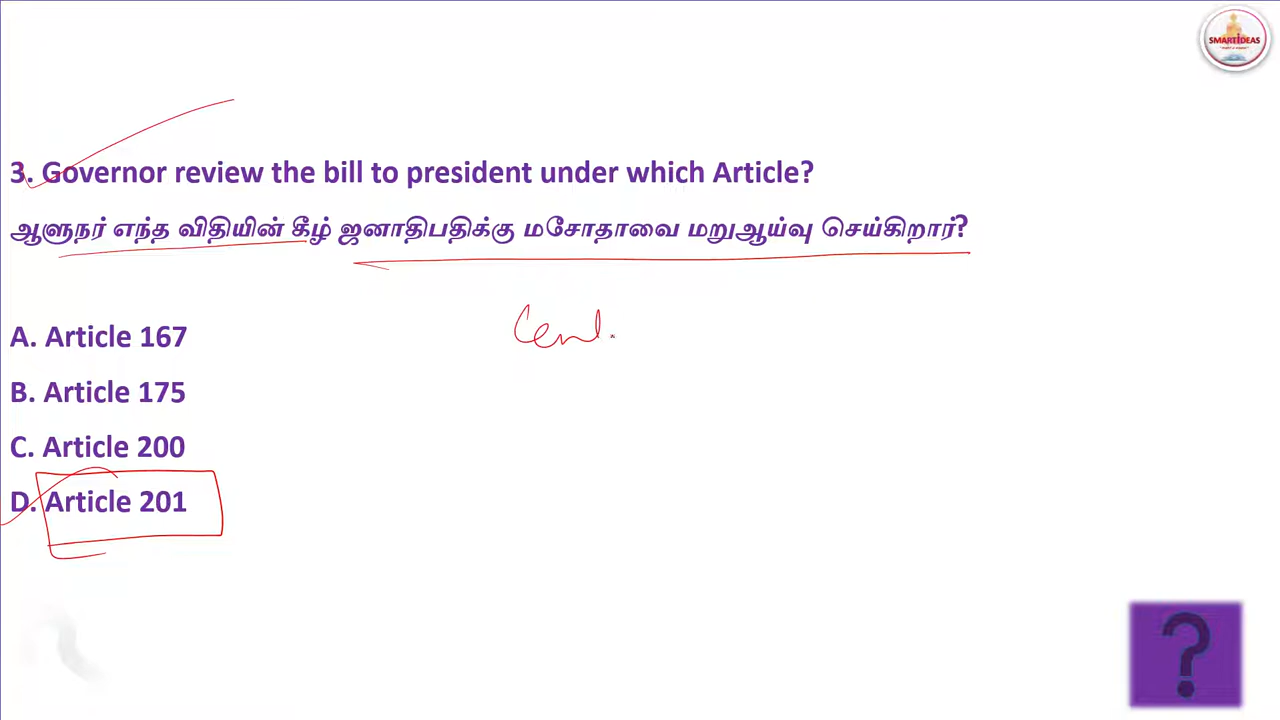 SMARTIDEAS
3. Governor review the bill to president under which Article?
ஆளுநர் எந்த விதியின் கீழ் ஜனாதிபதிக்கு மசோதாவை மறுஆய்வு செய்கிறார்?
A. Article 167
B. Article 175
C. Article 200
D. Article 201
?